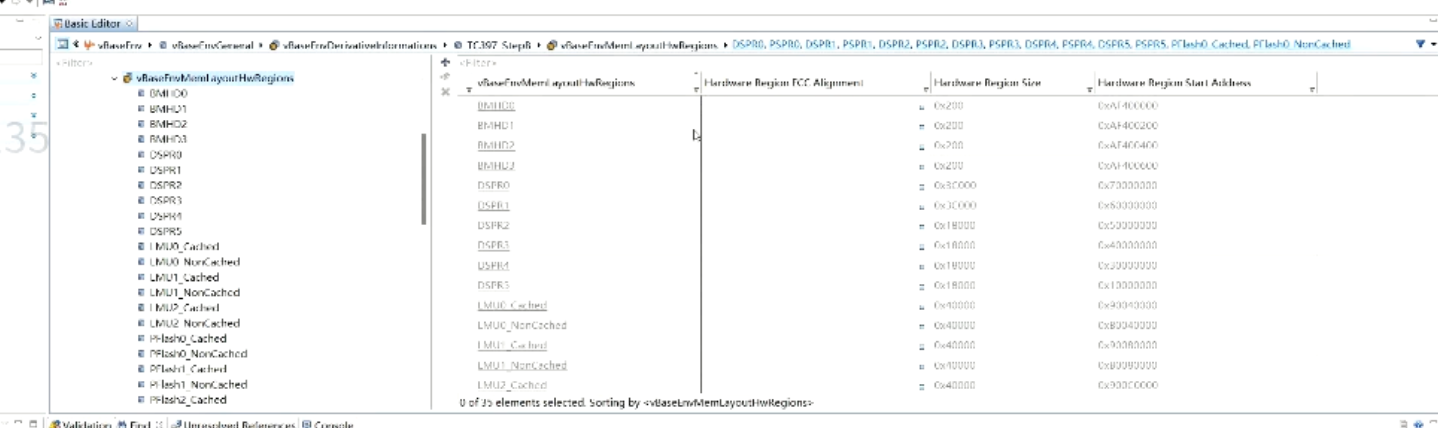 Basic Editor
vBaseEnv ▸ vBaseEnvGeneral ▸ vBaseEnvDerivativeInformations ▸ TC397_StepB ▸ vBaseEnvMemLayoutHwRegions ▸ DSPR0, PSPR0, DSPR1, PSPR1, DSPR2, PSPR2, DSPR3, PSPR3, DSPR4, PSPR4, DSPR5, PSPR5, PFlash0_Cached, PFlash0_NonCached
<Filter>
vBaseEnvMemLayoutHwRegions
BMHD0
BMHD1
BMHD2
BMHD3
DSPR0
DSPR1
DSPR2
DSPR3
DSPR4
DSPR5
LMU0_Cached
LMU0_NonCached
LMU1_Cached
LMU1_NonCached
LMU2_Cached
LMU2_NonCached
PFlash0_Cached
PFlash0_NonCached
PFlash1_Cached
PFlash1_NonCached
PFlash2_Cached
35
<Filter>
vBaseEnvMemLayoutHwRegions Hardware Region ECC Alignment Hardware Region Size Hardware Region Start Address
BMHD0 0x200 0xAF400000
BMHD1 0x200 0xAF400200
BMHD2 0x200 0xAF400400
BMHD3 0x200 0xAF400600
DSPR0 0x3C000 0x70000000
DSPR1 0x3C000 0x60000000
DSPR2 0x18000 0x50000000
DSPR3 0x18000 0x40000000
DSPR4 0x18000 0x30000000
DSPR5 0x18000 0x10000000
LMU0_Cached 0x40000 0x90040000
LMU0_NonCached 0x40000 0xB0040000
LMU1_Cached 0x40000 0x90080000
LMU1_NonCached 0x40000 0xB0080000
LMU2_Cached 0x40000 0x900C0000
0 of 35 elements selected. Sorting by <vBaseEnvMemLayoutHwRegions>
Validation Find Unresolved References Console